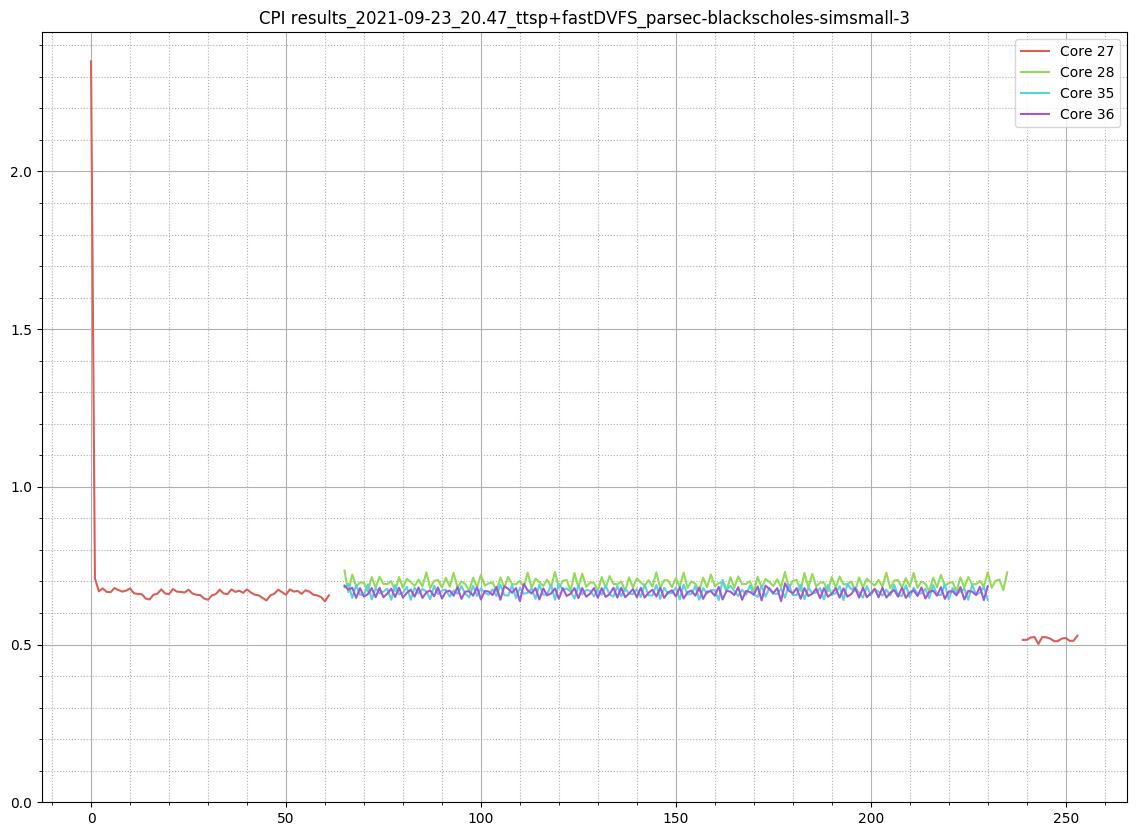 CPI results_2021-09-23_20.47_ttsp+fastDVFS_parsec-blackscholes-simsmall-3
Core 27
Core 28
Core 35
Core 36
2.0
1.5
1.0
0.5
0.0
0 50 100 150 200 250